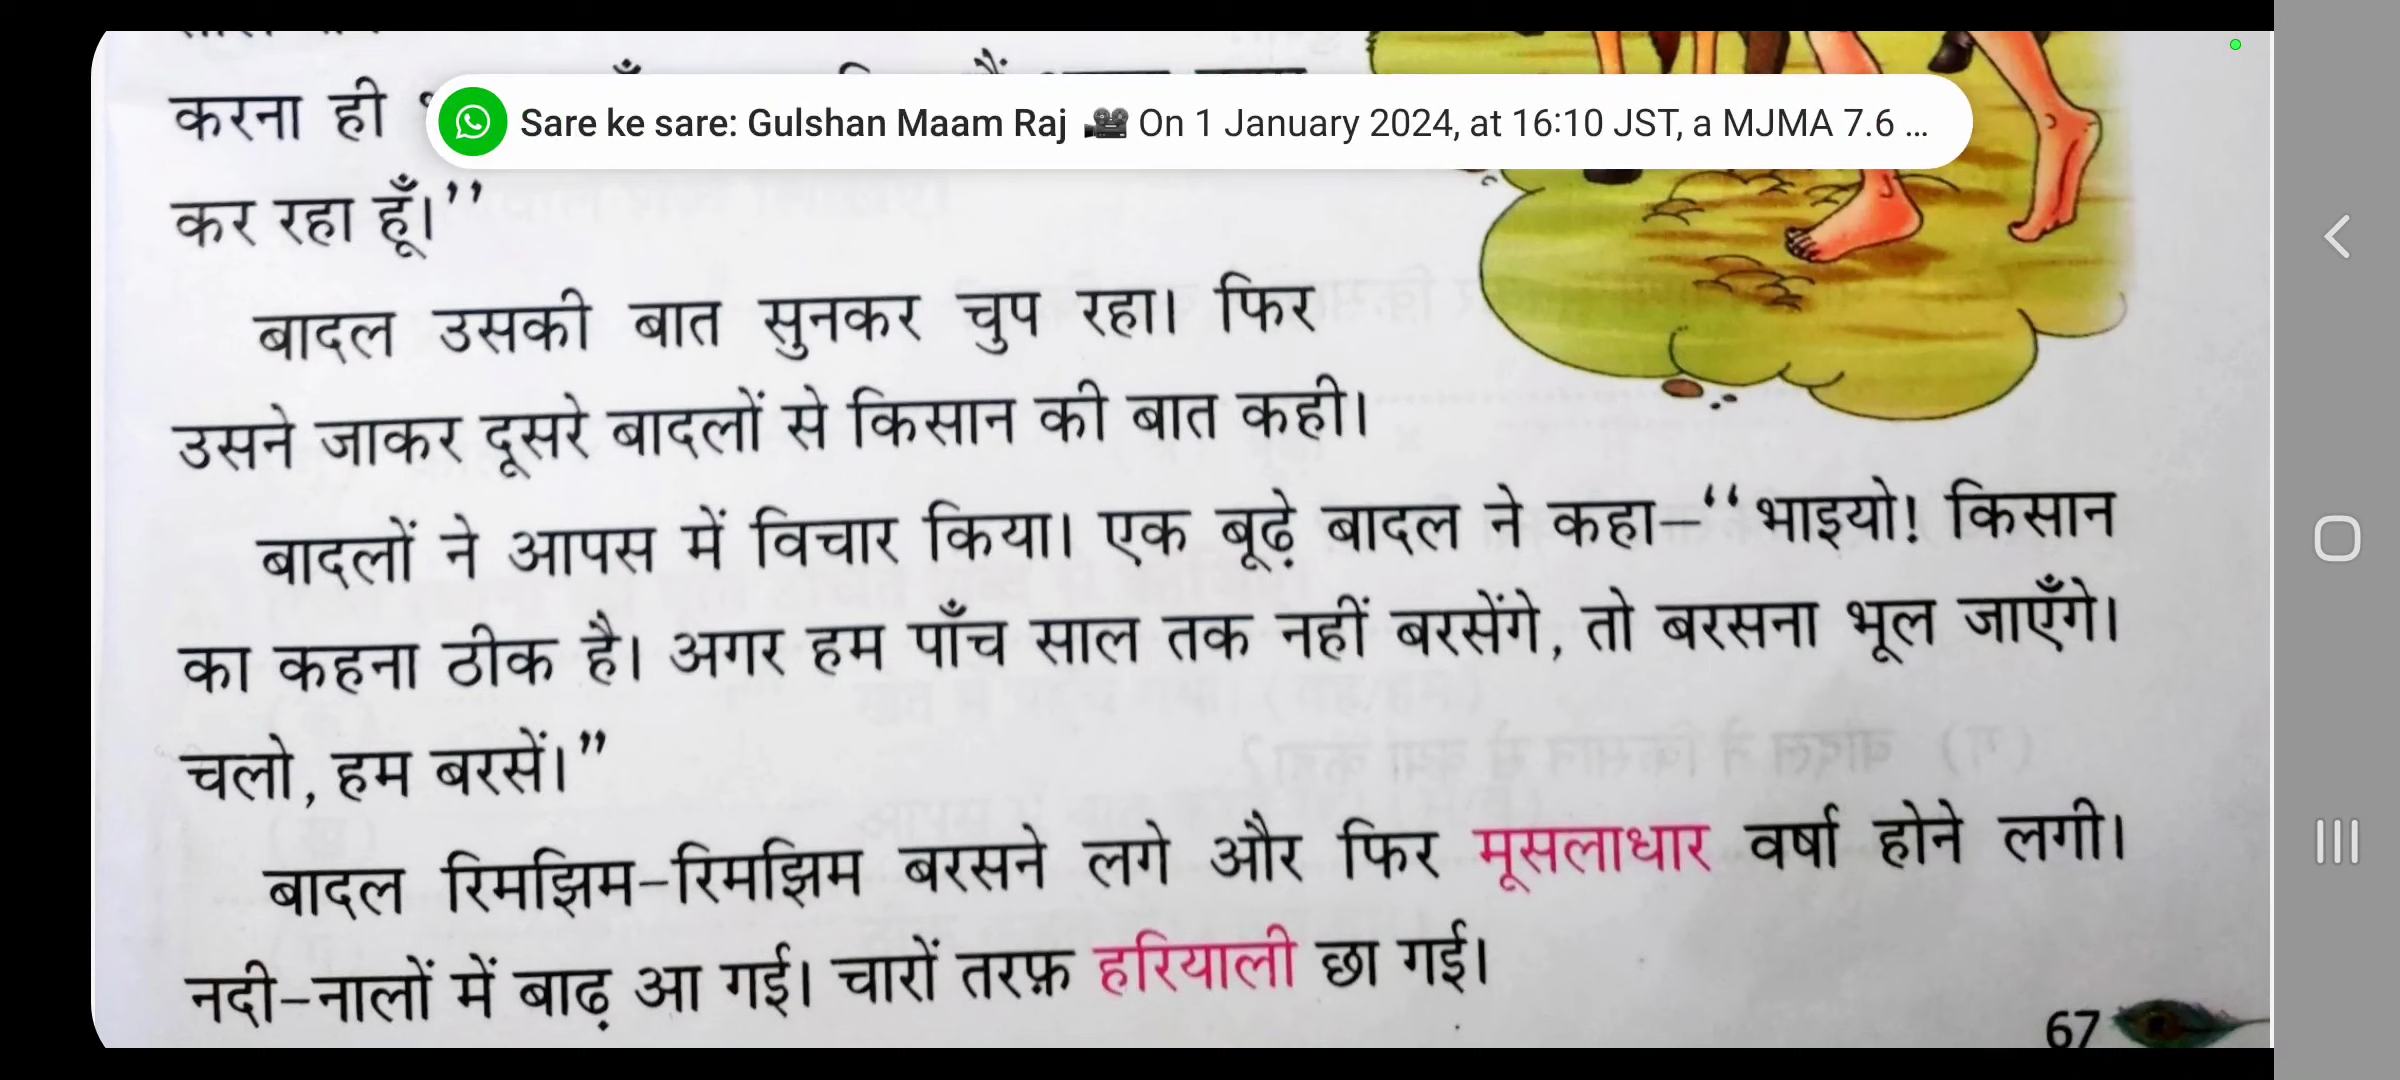 करना ही
Sare ke sare: Gulshan Maam Raj 🎥 On 1 January 2024, at 16:10 JST, a MJMA 7.6 ...
कर रहा हूँ।’’
बादल उसकी बात सुनकर चुप रहा। फिर
उसने जाकर दूसरे बादलों से किसान की बात कही।
बादलों ने आपस में विचार किया। एक बूढ़े बादल ने कहा–‘‘भाइयो! किसान
का कहना ठीक है। अगर हम पाँच साल तक नहीं बरसेंगे, तो बरसना भूल जाएँगे।
चलो, हम बरसें।”
बादल रिमझिम–रिमझिम बरसने लगे और फिर मूसलाधार वर्षा होने लगी।
नदी–नालों में बाढ़ आ गई। चारों तरफ़ हरियाली छा गई।
67